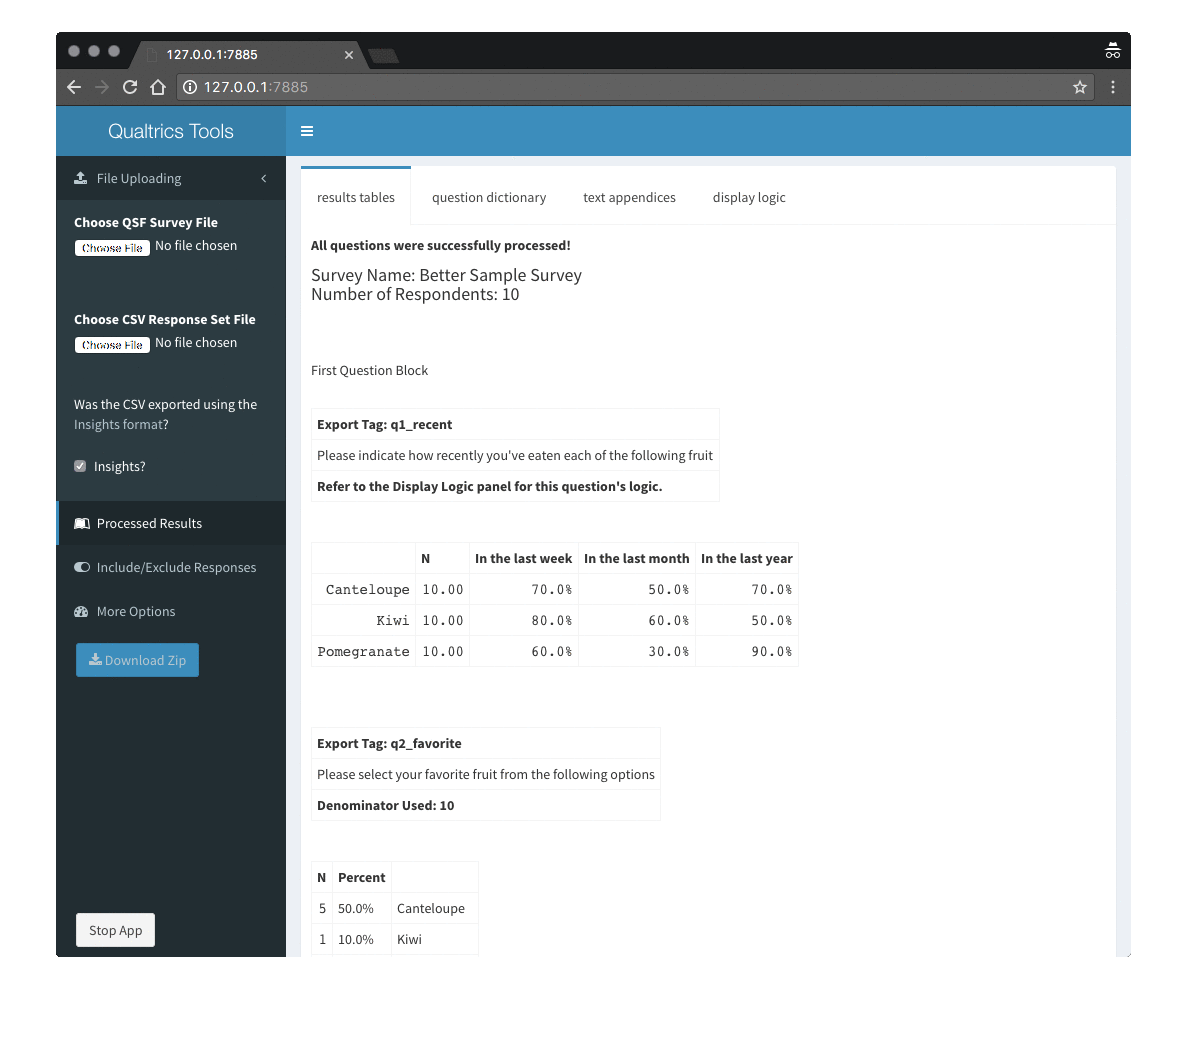 127.0.0.1:7885
127.0.0.1:7885
Qualtrics Tools
File Uploading
Choose QSF Survey File
Choose File No file chosen
Choose CSV Response Set File
Choose File No file chosen
Was the CSV exported using the
Insights format?
Insights?
Processed Results
Include/Exclude Responses
More Options
Download Zip
Stop App
results tables question dictionary text appendices display logic
All questions were successfully processed!
Survey Name: Better Sample Survey
Number of Respondents: 10
First Question Block
Export Tag: q1_recent
Please indicate how recently you've eaten each of the following fruit
Refer to the Display Logic panel for this question's logic.
N In the last week In the last month In the last year
Canteloupe 10.00 70.0% 50.0% 70.0%
Kiwi 10.00 80.0% 60.0% 50.0%
Pomegranate 10.00 60.0% 30.0% 90.0%
Export Tag: q2_favorite
Please select your favorite fruit from the following options
Denominator Used: 10
N Percent
5 50.0% Canteloupe
1 10.0% Kiwi